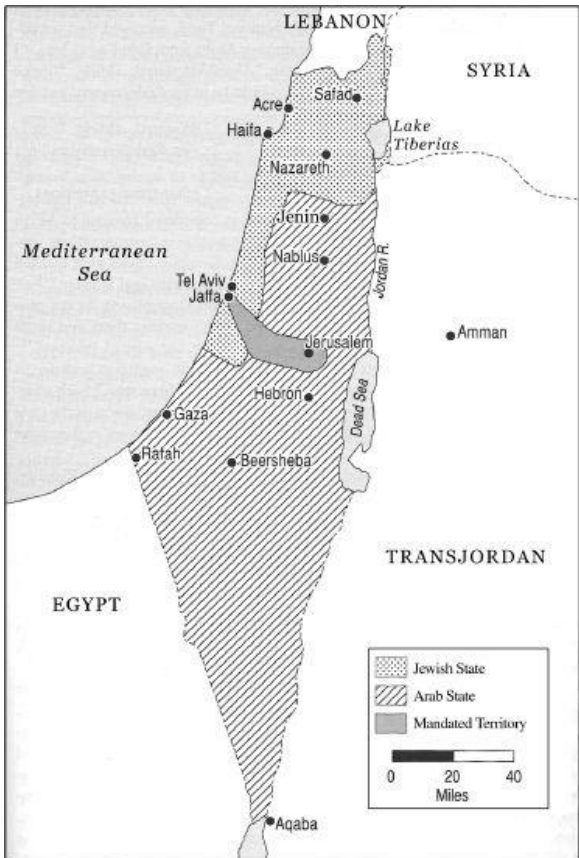 LEBANON
SYRIA
Safad
Acre
Haifa
Lake
Tiberias
Nazareth
Jenin
Mediterranean
Sea
Nablus
Jordan R.
Tel Aviv
Jaffa
Jerusalem
Amman
Hebron
Dead Sea
Gaza
Rafah
Beersheba
TRANSJORDAN
EGYPT
Jewish State
Arab State
Mandated Territory
0 20 40
Miles
Aqaba